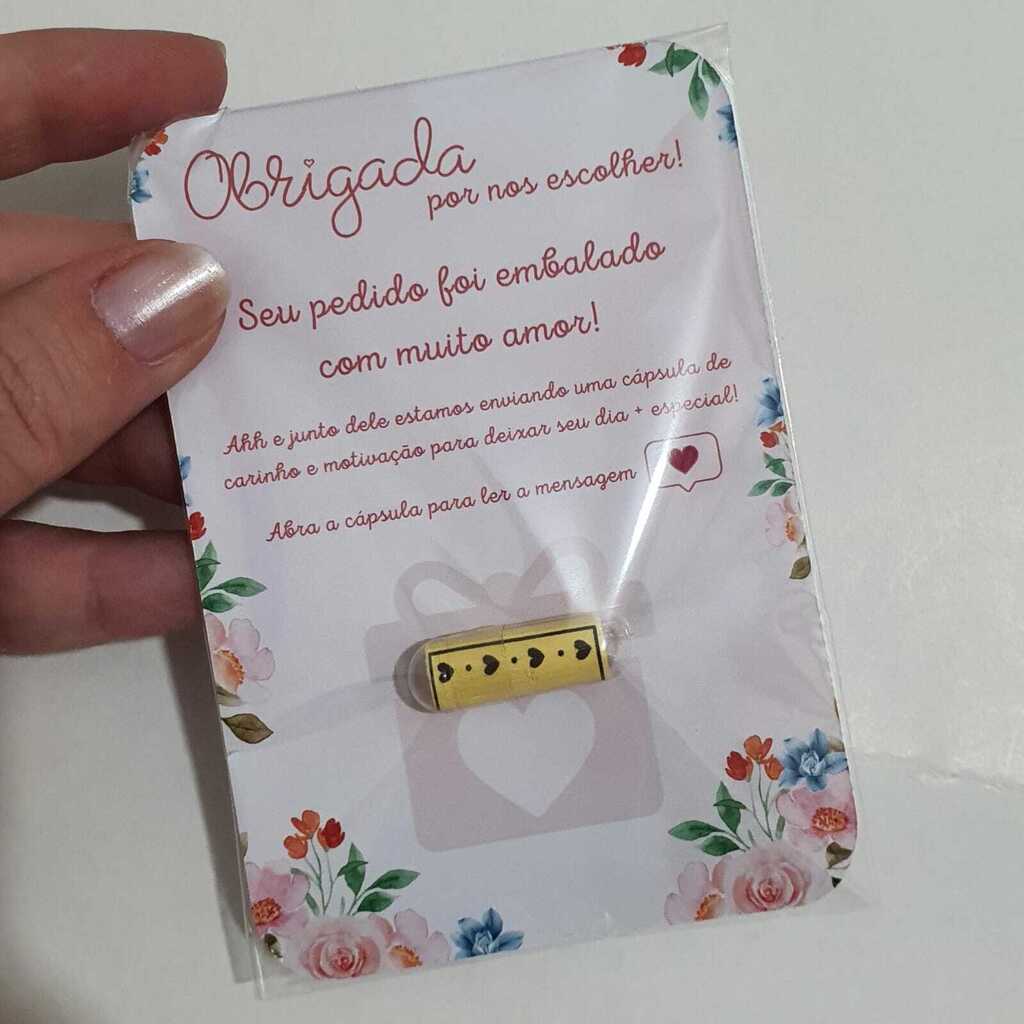 Obrigada
por nos escolher!
Seu pedido foi embalado
com muito amor!
Ahh e junto dele estamos enviando uma cápsula de
carinho e motivação para deixar seu dia + especial!
Abra a cápsula para ler a mensagem